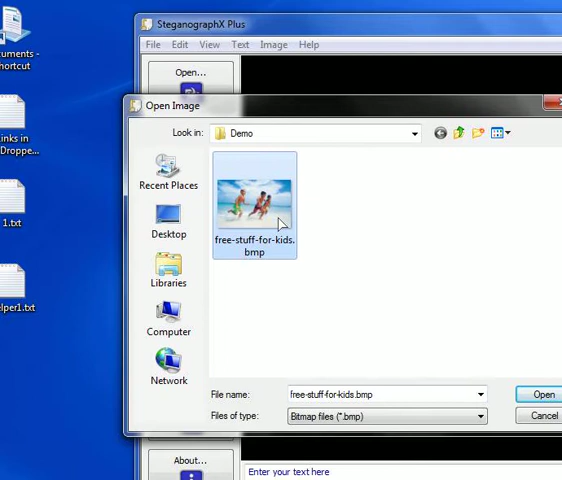 SteganographX Plus
File Edit View Text Image Help
Open...
Open Image
Look in: Demo
Recent Places
Desktop
Libraries
Computer
Network
free-stuff-for-kids.
bmp
File name: free-stuff-for-kids.bmp Open
Files of type: Bitmap files (*.bmp) Cancel
About...
Enter your text here
uments -
hortcut
inks in
Droppe...
1.txt
elper1.txt